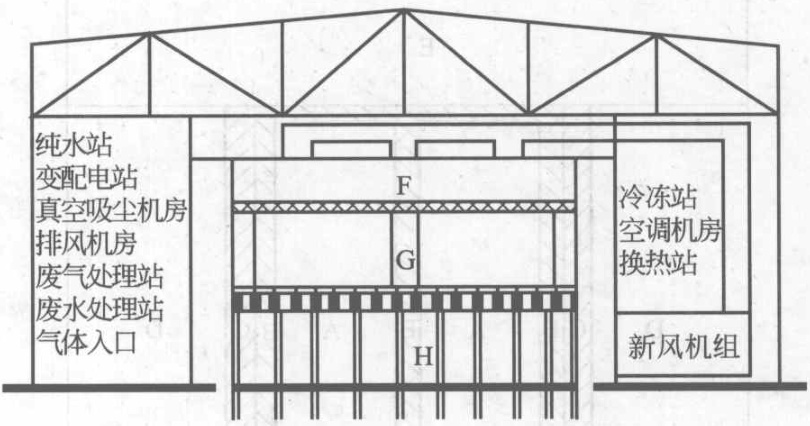 纯水站
变配电站
真空吸尘机房
排风机房
废气处理站
废水处理站
气体入口
F
G
H
冷冻站
空调机房
换热站
新风机组